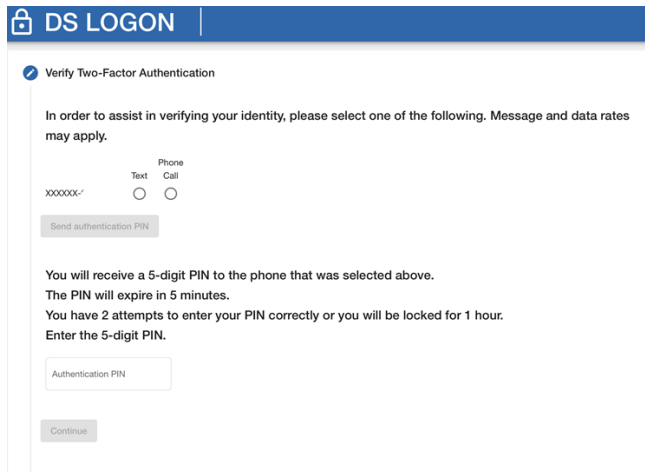 DS LOGON
Verify Two-Factor Authentication
In order to assist in verifying your identity, please select one of the following. Message and data rates
may apply.
Phone
Text Call
XXXXXX-
Send authentication PIN
You will receive a 5-digit PIN to the phone that was selected above.
The PIN will expire in 5 minutes.
You have 2 attempts to enter your PIN correctly or you will be locked for 1 hour.
Enter the 5-digit PIN.
Authentication PIN
Continue